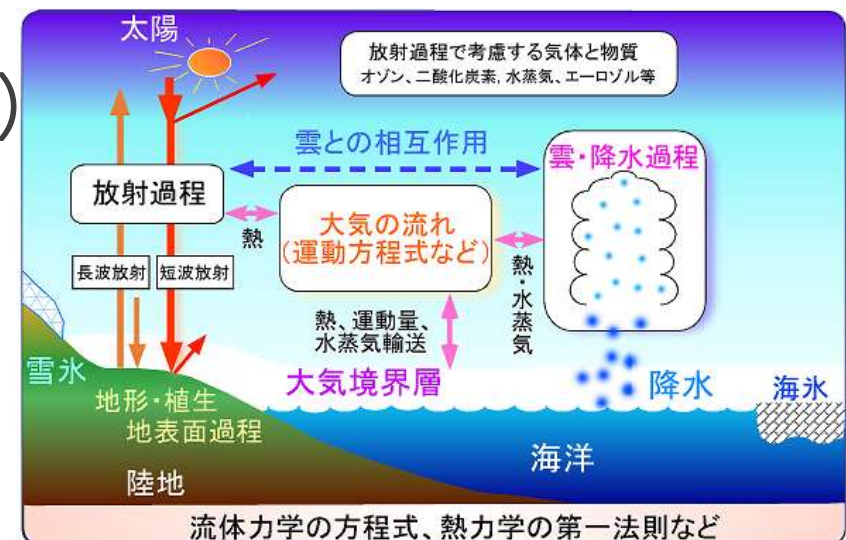 )
太陽
放射過程で考慮する気体と物質
オゾン、二酸化炭素, 水蒸気、エーロゾル等
雲との相互作用
雲・降水過程
放射過程
熱
大気の流れ
(運動方程式など)
熱・水蒸気
長波放射
短波放射
熱、運動量、
水蒸気輸送
雪氷
大気境界層
降水
海氷
地形・植生
地表面過程
海洋
陸地
流体力学の方程式、熱力学の第一法則など